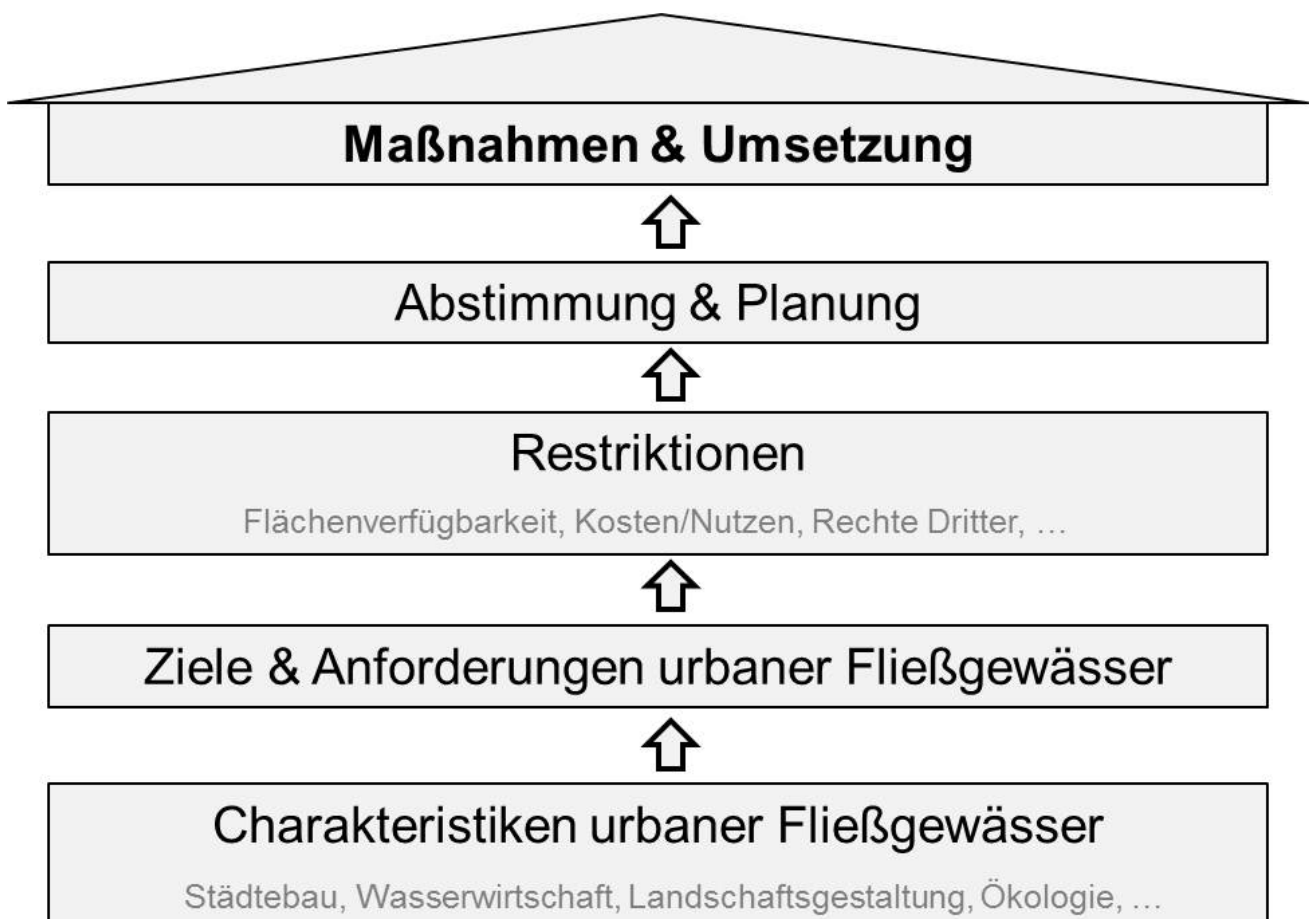 Maßnahmen & Umsetzung
Abstimmung & Planung
Restriktionen
Flächenverfügbarkeit, Kosten/Nutzen, Rechte Dritter, …
Ziele & Anforderungen urbaner Fließgewässer
Charakteristiken urbaner Fließgewässer
Städtebau, Wasserwirtschaft, Landschaftsgestaltung, Ökologie, …